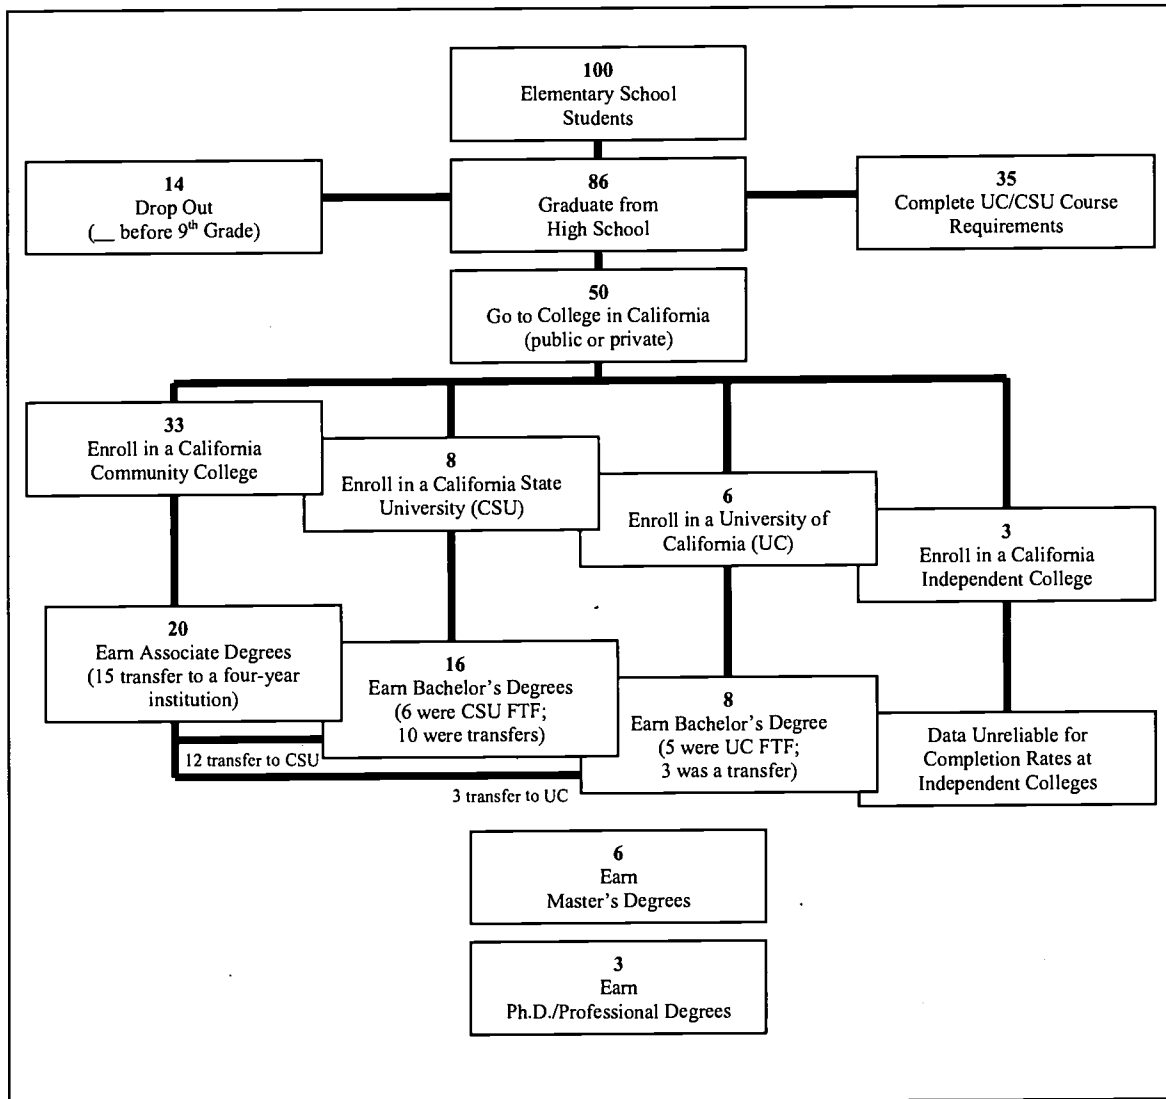 100
Elementary School
Students
14
Drop Out
(__ before 9th Grade)
86
Graduate from
High School
35
Complete UC/CSU Course
Requirements
50
Go to College in California
(public or private)
33
Enroll in a California
Community College
8
Enroll in a California State
University (CSU)
6
Enroll in a University of
California (UC)
3
Enroll in a California
Independent College
20
Earn Associate Degrees
(15 transfer to a four-year
institution)
16
Earn Bachelor's Degrees
(6 were CSU FTF;
10 were transfers)
8
Earn Bachelor's Degree
(5 were UC FTF;
3 was a transfer)
Data Unreliable for
Completion Rates at
Independent Colleges
12 transfer to CSU
3 transfer to UC
6
Earn
Master's Degrees
3
Earn
Ph.D./Professional Degrees